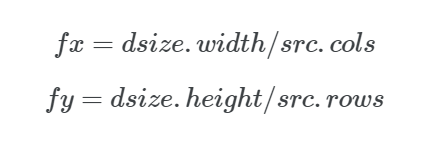 fx = dsize. width/src. cols
fy = dsize. height/src. rows